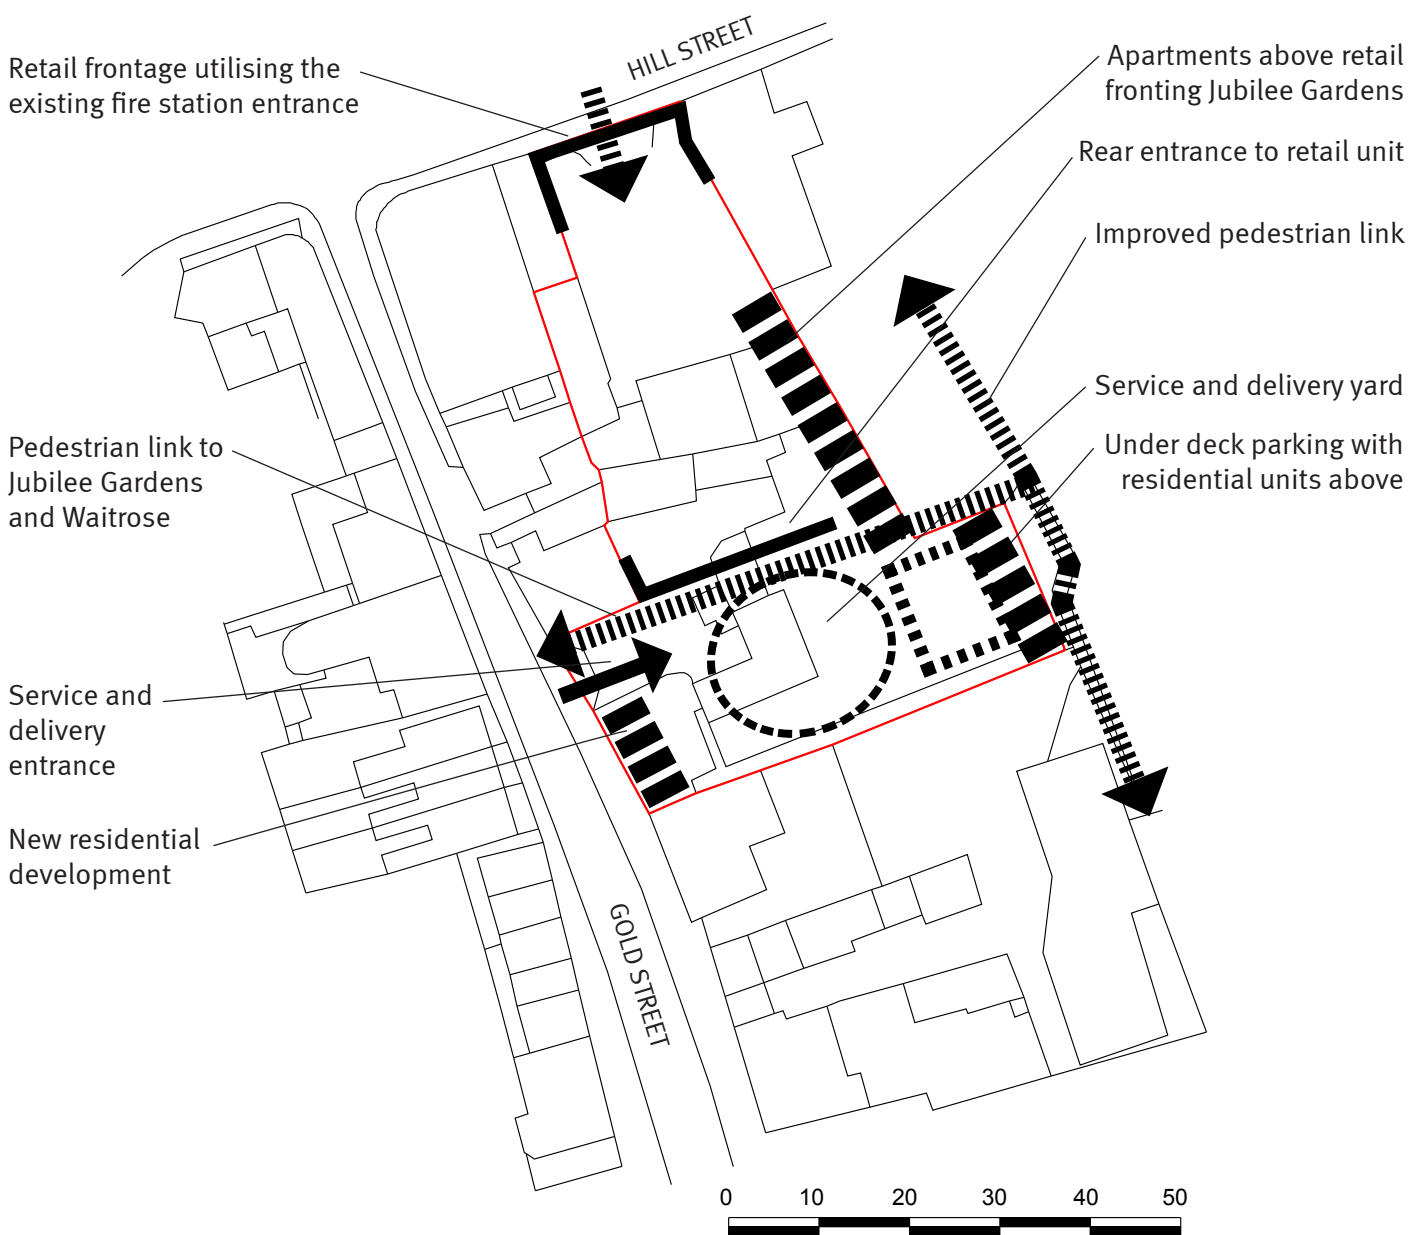 HILL STREET
Retail frontage utilising the
existing fire station entrance
Apartments above retail
fronting Jubilee Gardens
Rear entrance to retail unit
Improved pedestrian link
Service and delivery yard
Under deck parking with
residential units above
Pedestrian link to
Jubilee Gardens
and Waitrose
Service and
delivery
entrance
New residential
development
GOLD STREET
0 10 20 30 40 50